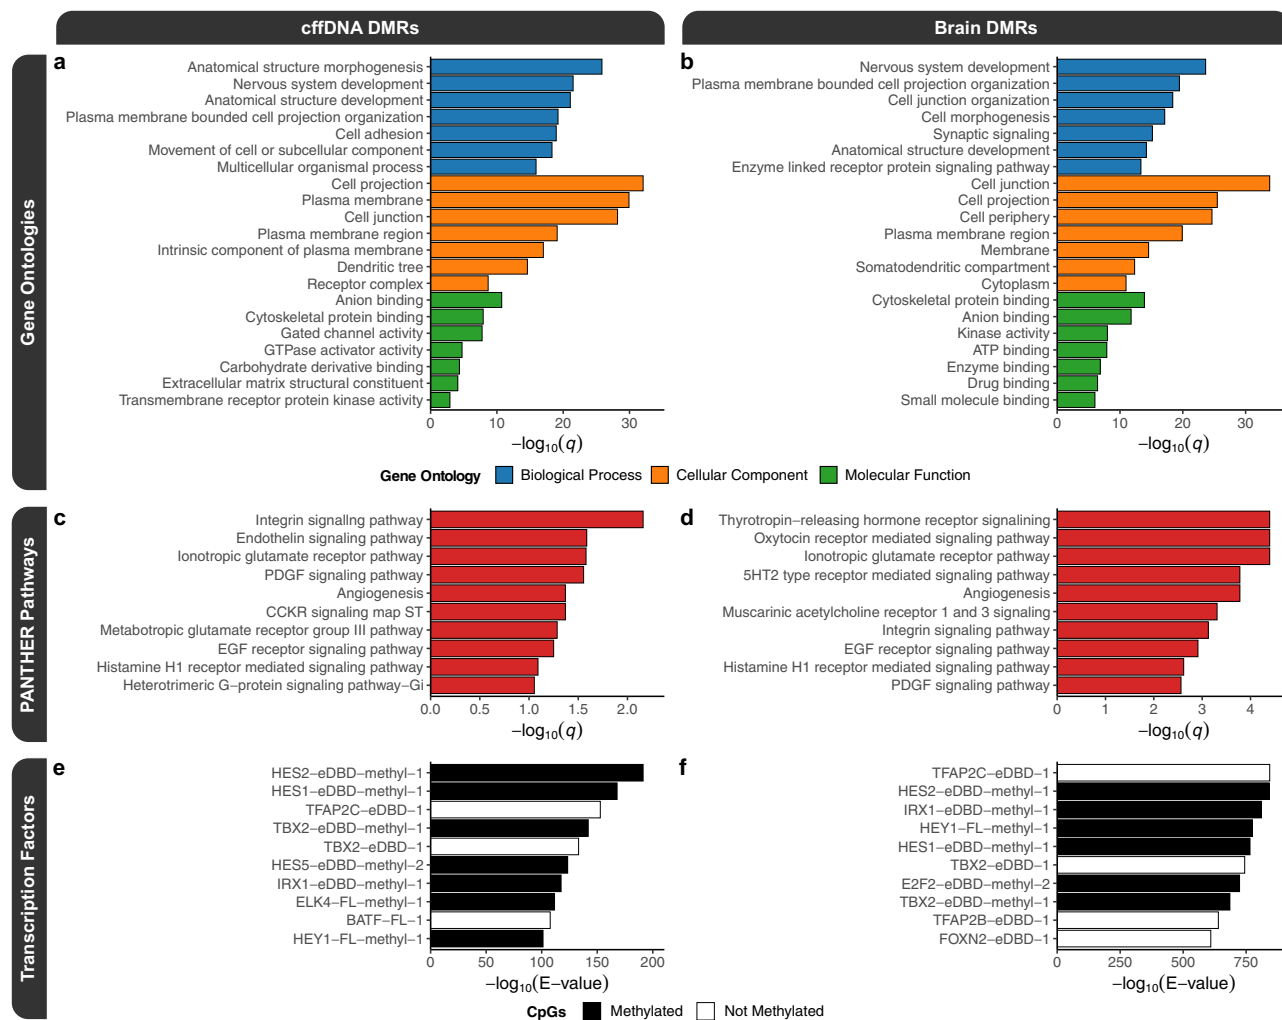 cffDNA DMRs
Brain DMRs
Gene Ontologies
a
Anatomical structure morphogenesis
Nervous system development
Anatomical structure development
Plasma membrane bounded cell projection organization
Cell adhesion
Movement of cell or subcellular component
Multicellular organismal process
Cell projection
Plasma membrane
Cell junction
Plasma membrane region
Intrinsic component of plasma membrane
Dendritic tree
Receptor complex
Anion binding
Cytoskeletal protein binding
Gated channel activity
GTPase activator activity
Carbohydrate derivative binding
Extracellular matrix structural constituent
Transmembrane receptor protein kinase activity
0 10 20 30
−log10(q)
b
Nervous system development
Plasma membrane bounded cell projection organization
Cell junction organization
Cell morphogenesis
Synaptic signaling
Anatomical structure development
Enzyme linked receptor protein signaling pathway
Cell junction
Cell projection
Cell periphery
Plasma membrane region
Membrane
Somatodendritic compartment
Cytoplasm
Cytoskeletal protein binding
Anion binding
Kinase activity
ATP binding
Enzyme binding
Drug binding
Small molecule binding
0 10 20 30
−log10(q)
Gene Ontology Biological Process Cellular Component Molecular Function
PANTHER Pathways
c
Integrin signalng pathway
Endothelin signaling pathway
Ionotropic glutamate receptor pathway
PDGF signaling pathway
Angiogenesis
CCKR signaling map ST
Metabotropic glutamate receptor group III pathway
EGF receptor signaling pathway
Histamine H1 receptor mediated signaling pathway
Heterotrimeric G−protein signaling pathway−Gi
0.0 0.5 1.0 1.5 2.0
−log10(q)
d
Thyrotropin−releasing hormone receptor signalining
Oxytocin receptor mediated signaling pathway
Ionotropic glutamate receptor pathway
5HT2 type receptor mediated signaling pathway
Angiogenesis
Muscarinic acetylcholine receptor 1 and 3 signaling
Integrin signaling pathway
EGF receptor signaling pathway
Histamine H1 receptor mediated signaling pathway
PDGF signaling pathway
0 1 2 3 4
−log10(q)
Transcription Factors
e
HES2−eDBD−methyl−1
HES1−eDBD−methyl−1
TFAP2C−eDBD−1
TBX2−eDBD−methyl−1
TBX2−eDBD−1
HES5−eDBD−methyl−2
IRX1−eDBD−methyl−1
ELK4−FL−methyl−1
BATF−FL−1
HEY1−FL−methyl−1
0 50 100 150 200
−log10(E−value)
f
TFAP2C−eDBD−1
HES2−eDBD−methyl−1
IRX1−eDBD−methyl−1
HEY1−FL−methyl−1
HES1−eDBD−methyl−1
TBX2−eDBD−1
E2F2−eDBD−methyl−2
TBX2−eDBD−methyl−1
TFAP2B−eDBD−1
FOXN2−eDBD−1
0 250 500 750
−log10(E−value)
CpGs Methylated Not Methylated